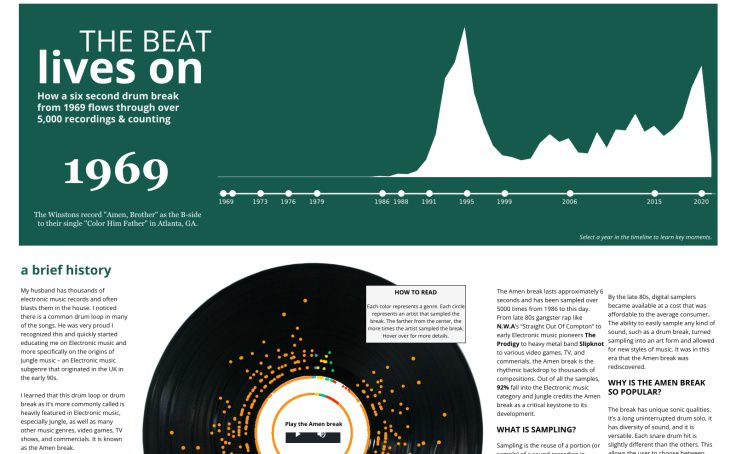 THE BEAT
lives on
How a six second drum break
from 1969 flows through over
5,000 recordings & counting
1969
The Winstons record "Amen, Brother" as the B-side
to their single "Color Him Father" in Atlanta, GA.
1969 1973 1976 1979 1986 1988 1991 1995 1999 2006 2015 2020
Select a year in the timeline to learn key moments.
a brief history
My husband has thousands of
electronic music records and often
blasts them in the house. I noticed
there is a common drum loop in many
of the songs. He was very proud I
recognized this and quickly started
educating me on Electronic music and
more specifically on the origins of
Jungle music – an Electronic music
subgenre that originated in the UK in
the early 90s.
I learned that this drum loop or drum
break as it's more commonly called is
heavily featured in Electronic music,
especially Jungle, as well as many
other music genres, video games, TV
shows, and commercials. It is known
as the Amen break.
HOW TO READ
Each color represents a genre. Each circle
represents an artist that sampled the
break. The farther from the center, the
more times the artist sampled the break.
Hover over for more details.
Play the Amen break
The Amen break lasts approximately 6
seconds and has been sampled over
5000 times from 1986 to this day.
From late 80s gangster rap like
N.W.A's "Straight Out Of Compton" to
early Electronic music pioneers The
Prodigy to heavy metal band Slipknot
to various video games, TV, and
commercials, the Amen break is the
rhythmic backdrop to thousands of
compositions. Out of all the samples,
92% fall into the Electronic music
category and Jungle credits the Amen
break as a critical keystone to its
development.
WHAT IS SAMPLING?
Sampling is the reuse of a portion (or
sample) of a sound recording in
By the late 80s, digital samplers
became available at a cost that was
affordable to the average consumer.
The ability to easily sample any kind of
sound, such as a drum break, turned
sampling into an art form and allowed
for new styles of music. It was in this
era that the Amen break was
rediscovered.
WHY IS THE AMEN BREAK
SO POPULAR?
The break has unique sonic qualities.
It's a long uninterrupted drum solo, it
has diversity of sound, and it is
versatile. Each snare drum hit is
slightly different than the others. This
allows the user to choose between